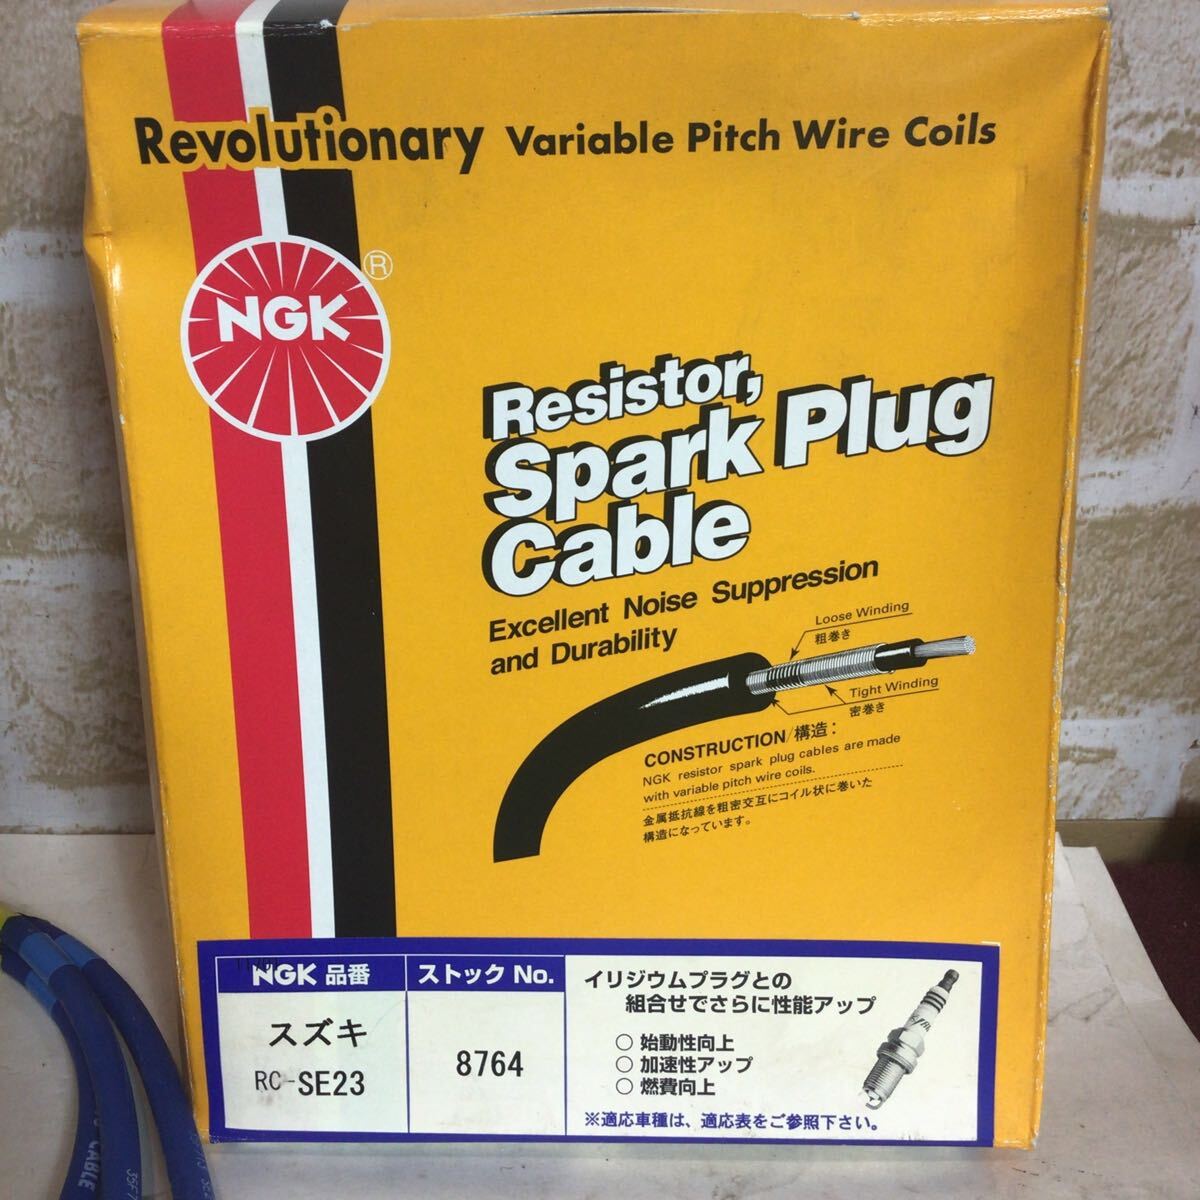 Revolutionary Variable Pitch Wire Coils
NGK
®
Resistor,
Spark Plug
Cable
Excellent Noise Suppression
and Durability
Loose Winding
粗巻き
Tight Winding
密巻き
CONSTRUCTION/構造:
NGK resistor spark plug cables are made
with variable pitch wire coils.
金属抵抗線を粗密交互にコイル状に巻いた
構造になっています。
NGK 品番
スズキ
RC-SE23
ストック No.
8764
イリジウムプラグとの
組合せでさらに性能アップ
○ 始動性向上
○ 加速性アップ
○ 燃費向上
※適応車種は、適応表をご参照下さい。
CABLE